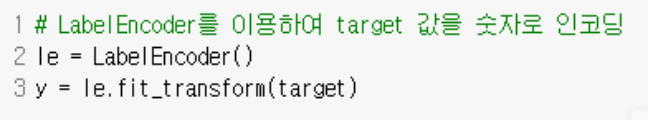 1 # LabelEncoder를 이용하여 target 값을 숫자로 인코딩
2 le = LabelEncoder()
3 y = le.fit_transform(target)